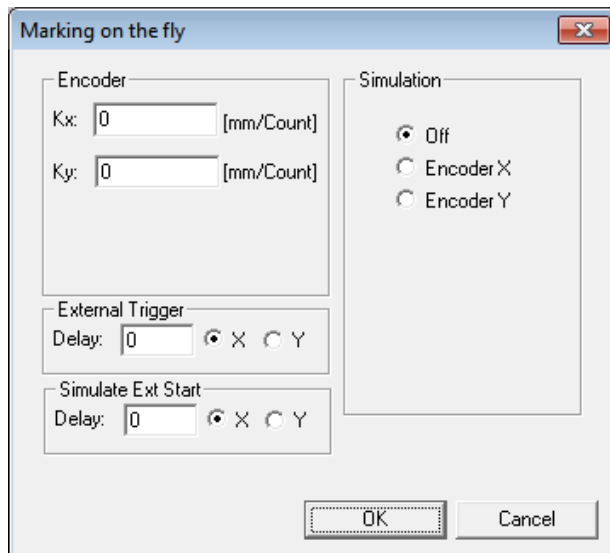 Marking on the fly
Encoder
Kx: 0 [mm/Count]
Ky: 0 [mm/Count]
External Trigger
Delay: 0 X Y
Simulate Ext Start
Delay: 0 X Y
Simulation
Off
Encoder X
Encoder Y
OK Cancel